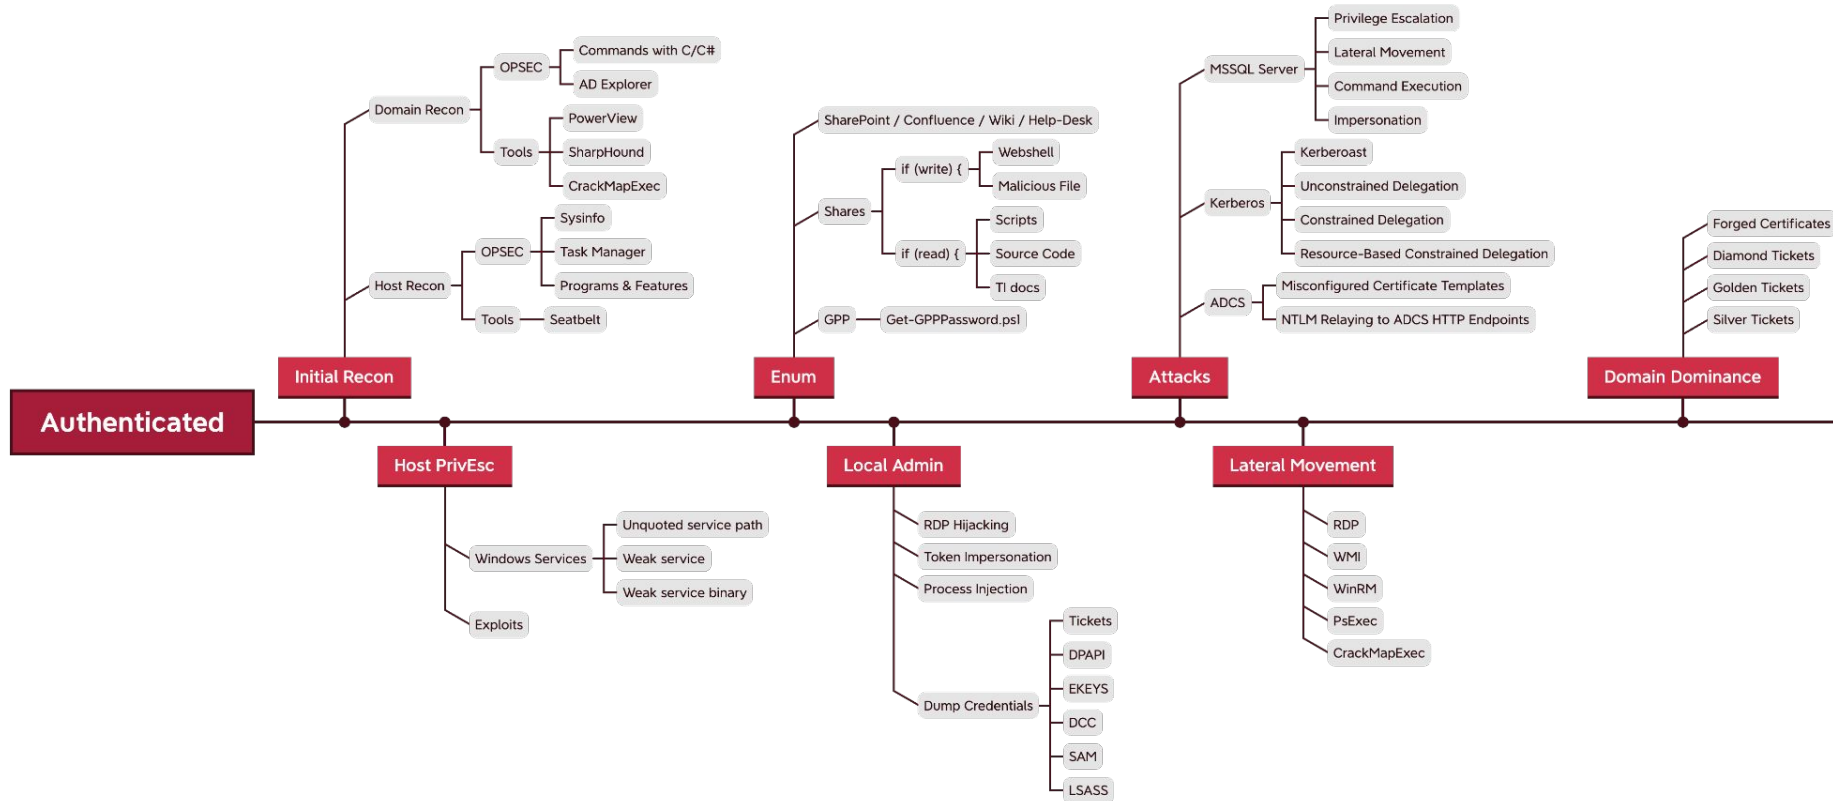 Authenticated
Initial Recon
Domain Recon
OPSEC
Commands with C/C#
AD Explorer
Tools
PowerView
SharpHound
CrackMapExec
Host Recon
OPSEC
Sysinfo
Task Manager
Programs & Features
Tools
Seatbelt
Host PrivEsc
Windows Services
Unquoted service path
Weak service
Weak service binary
Exploits
Enum
SharePoint / Confluence / Wiki / Help-Desk
Shares
if (write) {
Webshell
Malicious File
if (read) {
Scripts
Source Code
TI docs
GPP
Get-GPPPassword.ps1
Local Admin
RDP Hijacking
Token Impersonation
Process Injection
Dump Credentials
Tickets
DPAPI
EKEYS
DCC
SAM
LSASS
Attacks
MSSQL Server
Privilege Escalation
Lateral Movement
Command Execution
Impersonation
Kerberos
Kerberoast
Unconstrained Delegation
Constrained Delegation
Resource-Based Constrained Delegation
ADCS
Misconfigured Certificate Templates
NTLM Relaying to ADCS HTTP Endpoints
Lateral Movement
RDP
WMI
WinRM
PsExec
CrackMapExec
Domain Dominance
Forged Certificates
Diamond Tickets
Golden Tickets
Silver Tickets